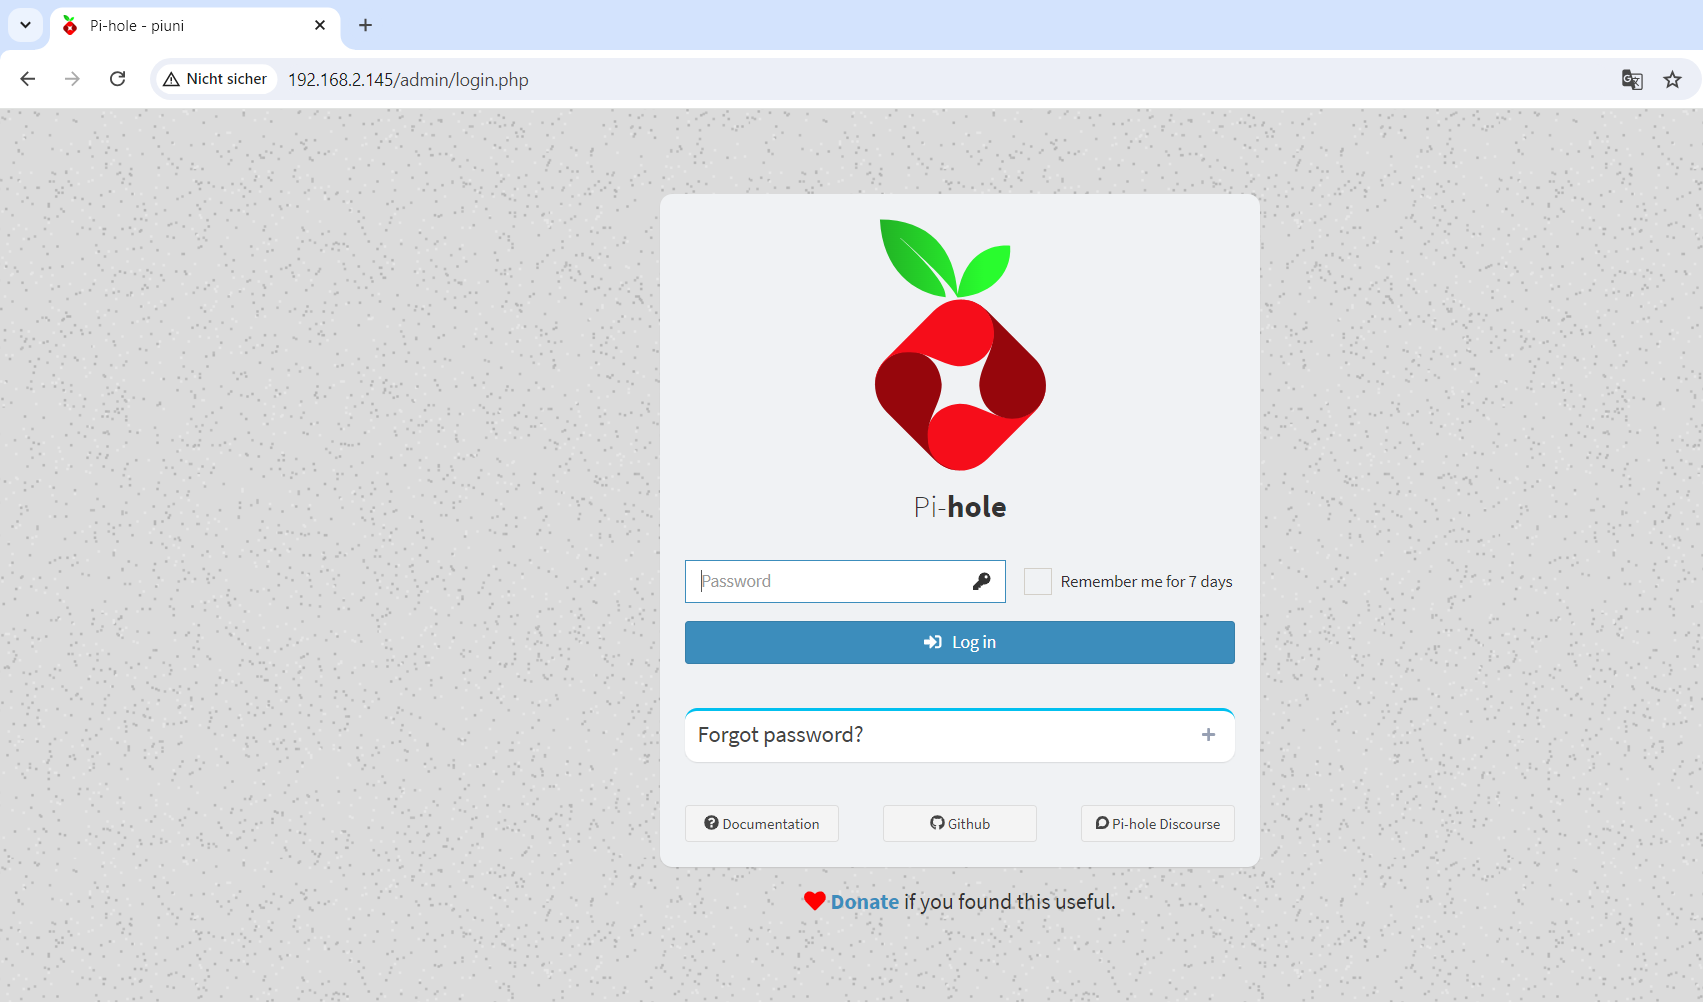 Pi-hole - piuni
Nicht sicher 192.168.2.145/admin/login.php
Pi-hole
Password Remember me for 7 days
Log in
Forgot password?
Documentation Github Pi-hole Discourse
Donate if you found this useful.